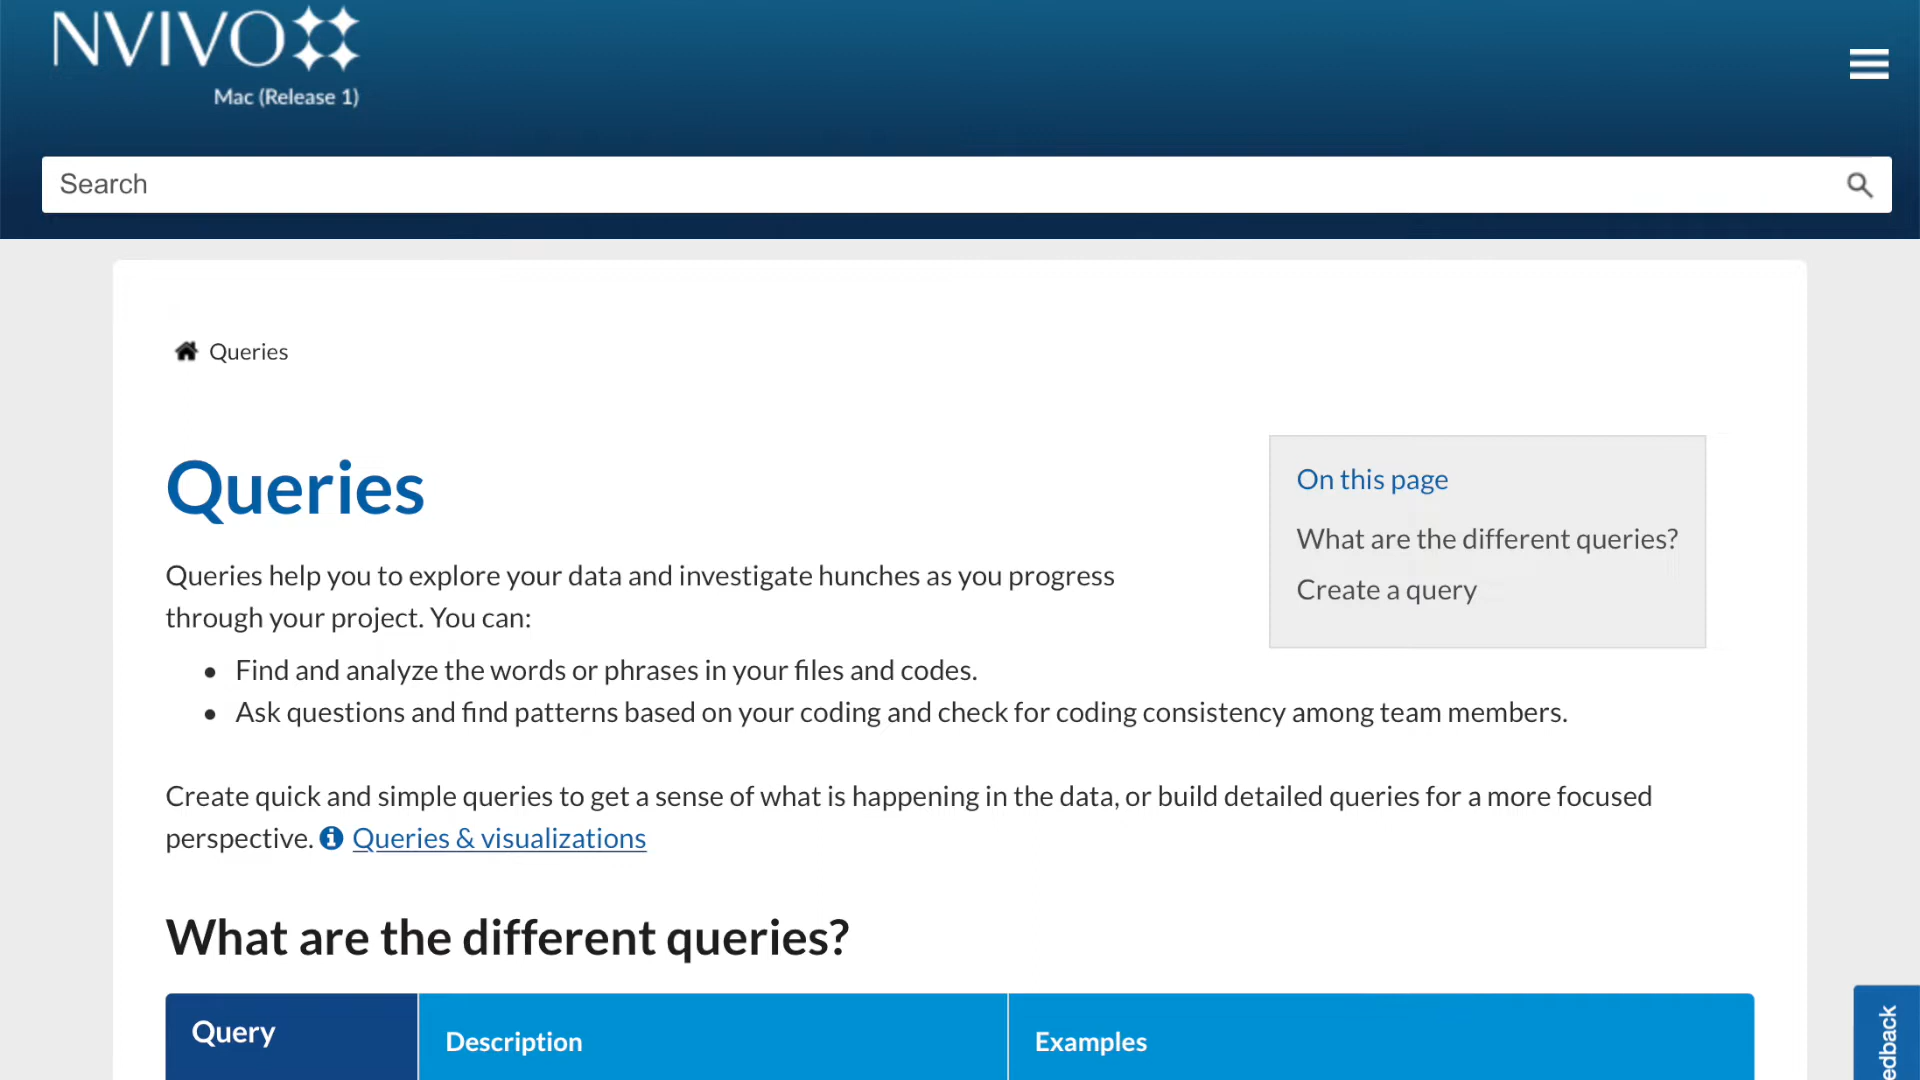 NVIVO
Mac (Release 1)
Search
Queries
Queries
On this page
What are the different queries?
Create a query
Queries help you to explore your data and investigate hunches as you progress
through your project. You can:
• Find and analyze the words or phrases in your files and codes.
• Ask questions and find patterns based on your coding and check for coding consistency among team members.
Create quick and simple queries to get a sense of what is happening in the data, or build detailed queries for a more focused
perspective. Queries & visualizations
What are the different queries?
Query Description Examples
edback